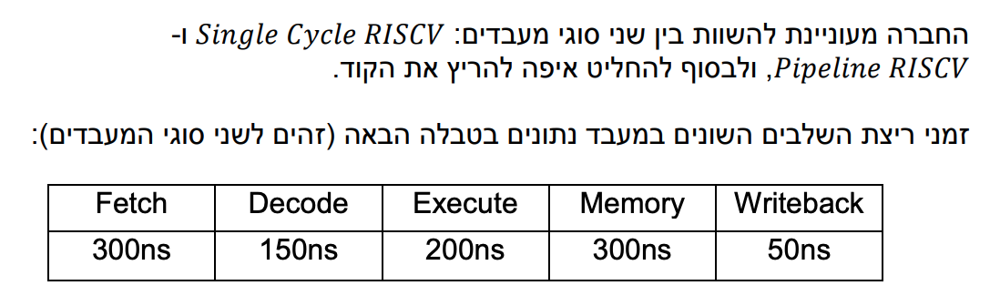 החברה מעוניינת להשוות בין שני סוגי מעבדים: Single Cycle RISCV ו-
Pipeline RISCV, ולבסוף להחליט איפה להריץ את הקוד.
זמני ריצת השלבים השונים במעבד נתונים בטבלה הבאה (זהים לשני סוגי המעבדים):
Fetch Decode Execute Memory Writeback
300ns 150ns 200ns 300ns 50ns